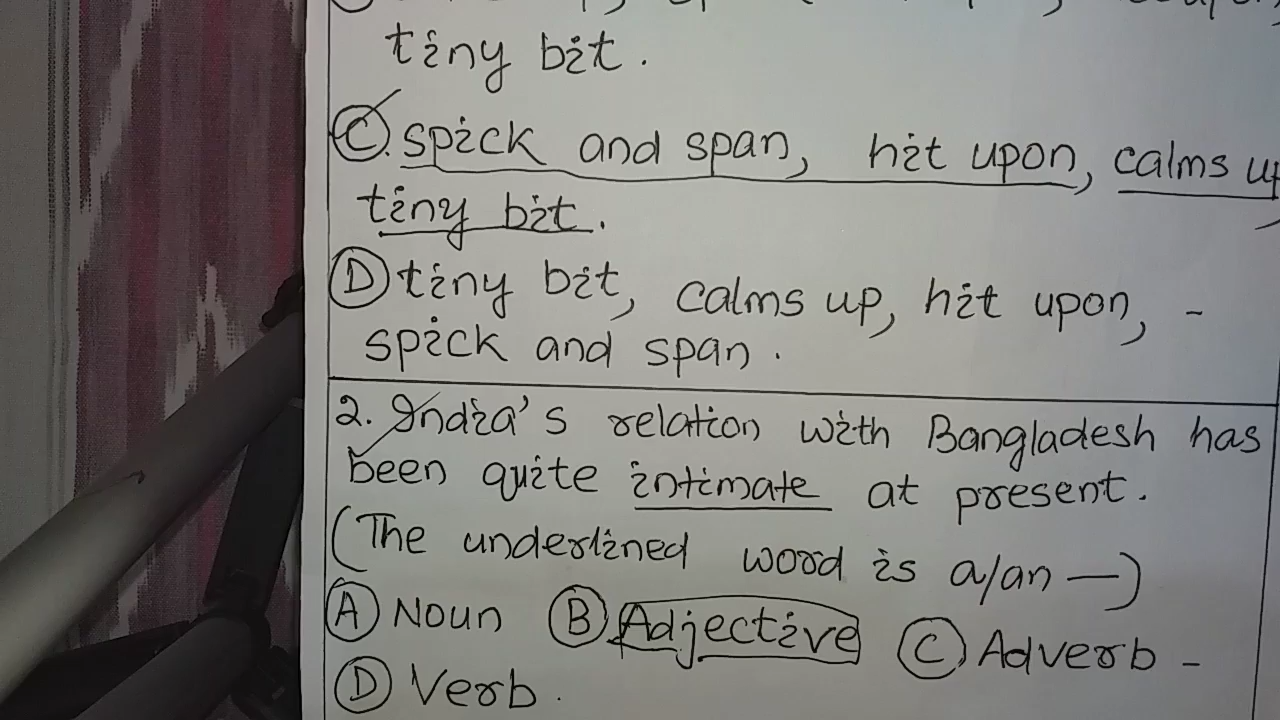 tiny bit.
C. spick and span, hit upon, calms up
tiny bit.
D tiny bit, calms up, hit upon, -
spick and span.
2. India's relation with Bangladesh has
been quite intimate at present.
(The underlined word is a/an —)
A Noun B Adjective C Adverb -
D Verb.